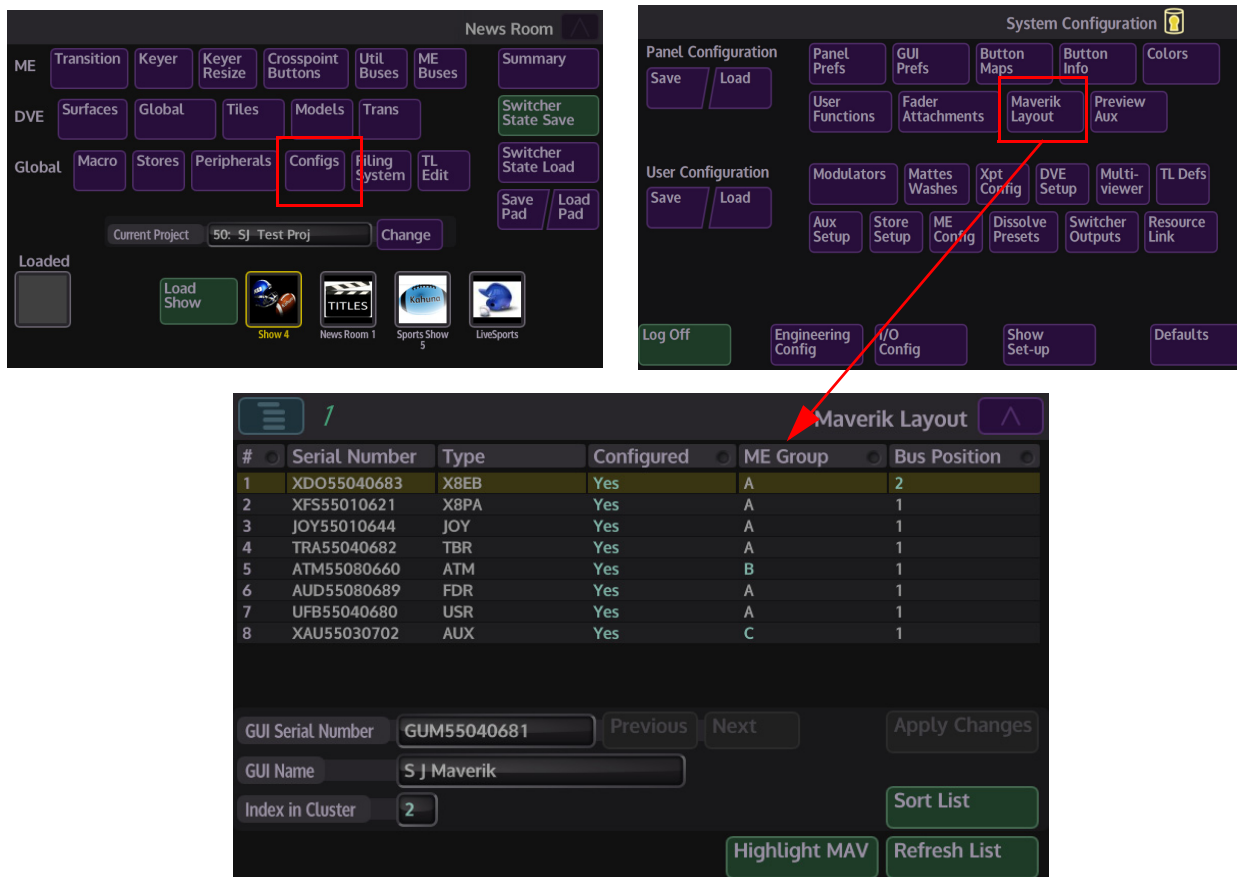 News Room
ME Transition Keyer Keyer Resize Crosspoint Buttons Util Buses ME Buses Summary
DVE Surfaces Global Tiles Models Trans Switcher State Save
Global Macro Stores Peripherals Configs Filing System TL Edit Switcher State Load
Save Pad Load Pad
Current Project 50: SJ Test Proj Change
Loaded
Load Show
TITLES
Kahuna
Show 4 News Room 1 Sports Show 5 LiveSports
System Configuration
Panel Configuration Panel Prefs GUI Prefs Button Maps Button Info Colors
Save Load
User Functions Fader Attachments Maverik Layout Preview Aux
User Configuration Modulators Mattes Washes Xpt Config DVE Setup Multi-viewer TL Defs
Save Load
Aux Setup Store Setup ME Config Dissolve Presets Switcher Outputs Resource Link
Log Off Engineering Config I/O Config Show Set-up Defaults
1 Maverik Layout
# Serial Number Type Configured ME Group Bus Position
1 XDO55040683 X8EB Yes A 2
2 XFS55010621 X8PA Yes A 1
3 JOY55010644 JOY Yes A 1
4 TRA55040682 TBR Yes A 1
5 ATM55080660 ATM Yes B 1
6 AUD55080689 FDR Yes A 1
7 UFB55040680 USR Yes A 1
8 XAU55030702 AUX Yes C 1
GUI Serial Number GUM55040681 Previous Next Apply Changes
GUI Name S J Maverik
Index in Cluster 2 Sort List
Highlight MAV Refresh List